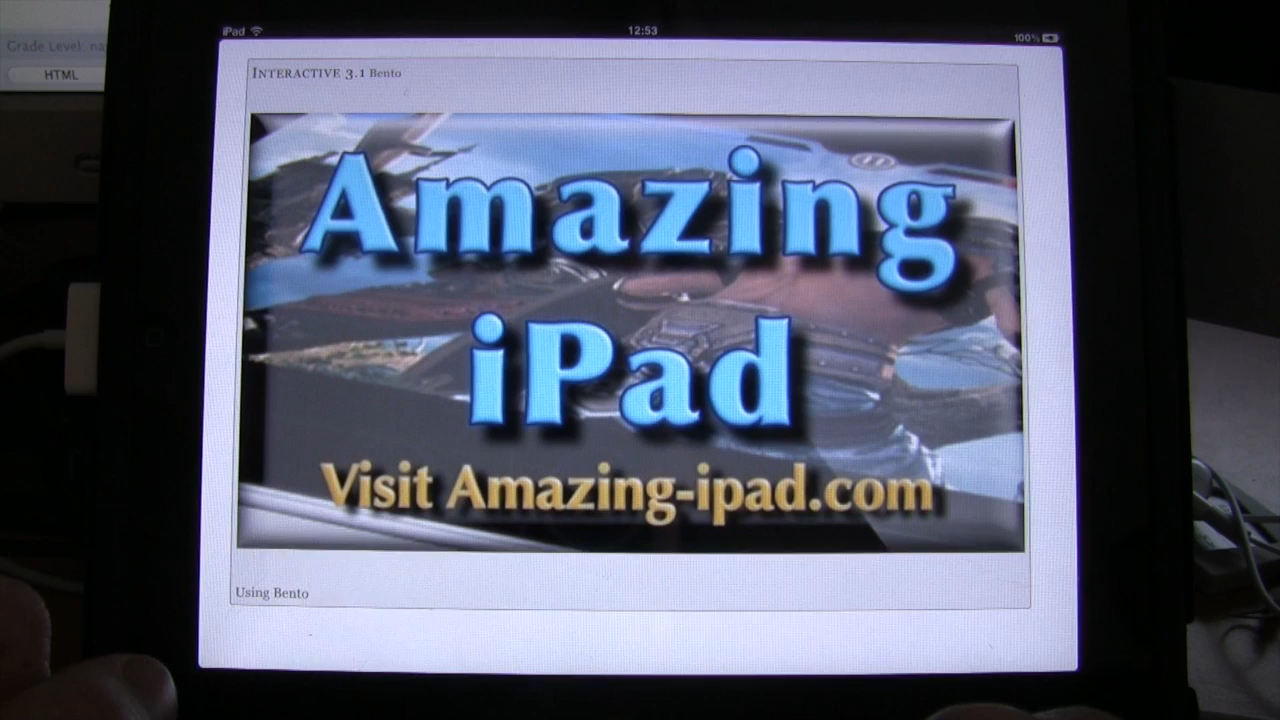 Grade Level: na
HTML
iPad
12:53
100%
INTERACTIVE 3.1 Bento
Amazing
iPad
Visit Amazing-ipad.com
Using Bento